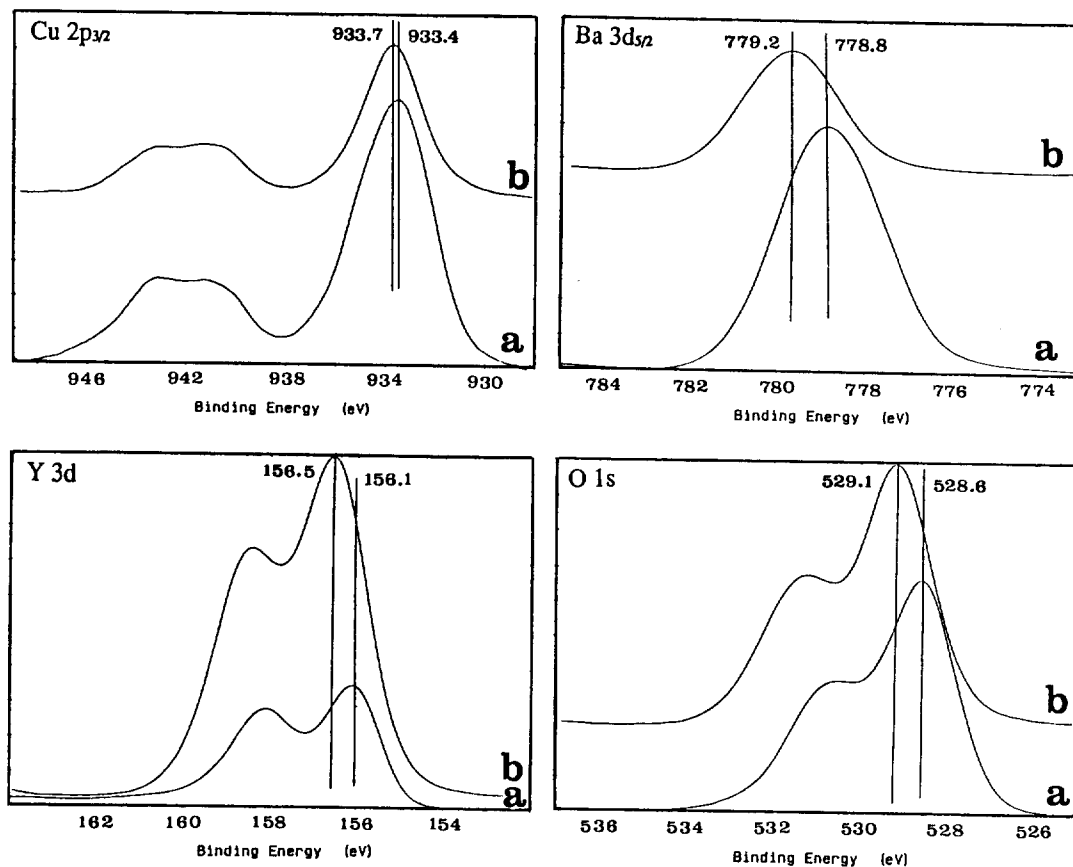 Cu 2p3/2
933.7 933.4
b
a
946 942 938 934 930
Binding Energy (eV)
Ba 3d5/2
779.2 778.8
b
a
784 782 780 778 776 774
Binding Energy (eV)
Y 3d
156.5 156.1
b
a
162 160 158 156 154
Binding Energy (eV)
O 1s
529.1 528.6
b
a
536 534 531 530 528 526
Binding Energy (eV)